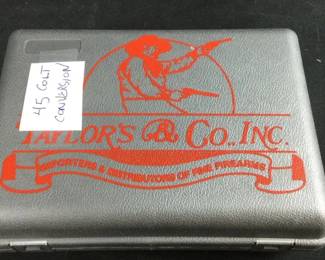 45 COLT
CONVERSION
TAYLOR'S & CO., INC.
IMPORTERS & DISTRIBUTORS OF FINE FIREARMS